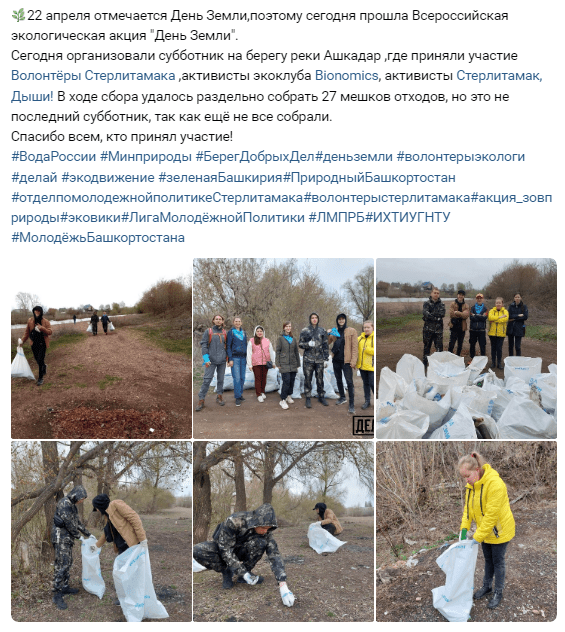 🌿22 апреля отмечается День Земли,поэтому сегодня прошла Всероссийская
экологическая акция "День Земли".
Сегодня организовали субботник на берегу реки Ашкадар ,где приняли участие
Волонтёры Стерлитамака ,активисты экоклуба Bionomics, активисты Стерлитамак,
Дыши! В ходе сбора удалось раздельно собрать 27 мешков отходов, но это не
последний субботник, так как ещё не все собрали.
Спасибо всем, кто принял участие!
#ВодаРоссии #Минприроды #БерегДобрыхДел#деньземли #волонтерыэкологи
#делай #экодвижение #зеленаяБашкирия#ПриродныйБашкортостан
#отделпомолодежнойполитикеСтерлитамака#волонтерыстерлитамака#акция_зовп
рироды#эковики#ЛигаМолодёжнойПолитики #ЛМПРБ#ИХТИУГНТУ
#МолодёжьБашкортостана
ДЕЛ